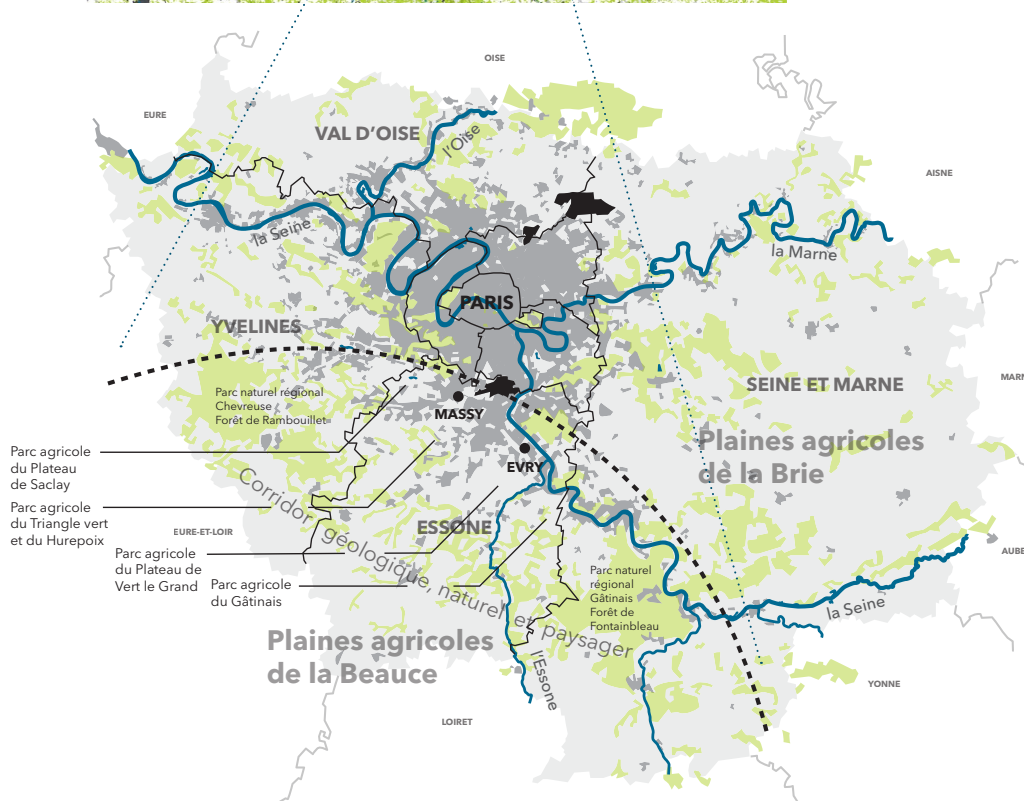 OISE
EURE
VAL D'OISE
l'Oise
AISNE
la Seine
la Marne
PARIS
YVELINES
SEINE ET MARNE
MARN
Parc naturel régional
Chevreuse
Forêt de Rambouillet
MASSY
Plaines agricoles
de la Brie
Parc agricole
du Plateau
de Saclay
EVRY
Corridor géologique, naturel et paysager
Parc agricole
du Triangle vert
et du Hurepoix
EURE-ET-LOIR
ESSONE
AUBE
Parc agricole
du Plateau de
Vert le Grand
Parc agricole
du Gâtinais
Parc naturel
régional
Gâtinais
Forêt de
Fontainbleau
la Seine
Plaines agricoles
de la Beauce
l'Essone
YONNE
LOIRET